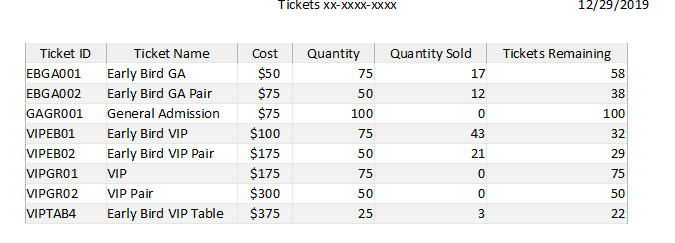 Tickets xx-xxxx-xxxx 12/29/2019
Ticket ID Ticket Name Cost Quantity Quantity Sold Tickets Remaining
EBGA001 Early Bird GA $50 75 17 58
EBGA002 Early Bird GA Pair $75 50 12 38
GAGR001 General Admission $75 100 0 100
VIPEB01 Early Bird VIP $100 75 43 32
VIPEB02 Early Bird VIP Pair $175 50 21 29
VIPGR01 VIP $175 75 0 75
VIPGR02 VIP Pair $300 50 0 50
VIPTAB4 Early Bird VIP Table $375 25 3 22